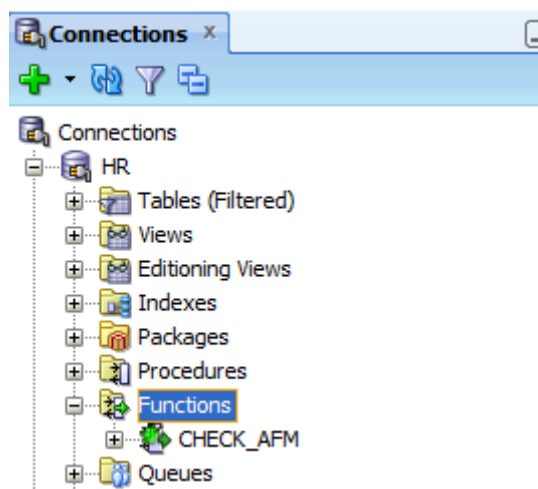 Connections
Connections
HR
Tables (Filtered)
Views
Editioning Views
Indexes
Packages
Procedures
Functions
CHECK_AFM
Queues